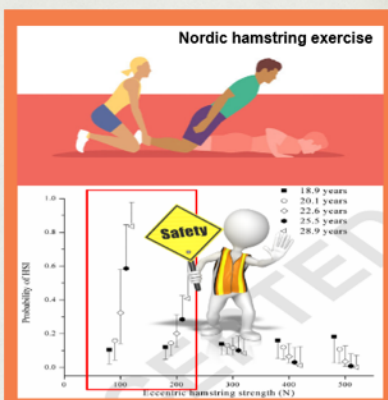 Nordic hamstring exercise
18.9 years
20.1 years
22.6 years
25.5 years
28.9 years
Safety
Probability of HSI
1.0
0.8
0.6
0.4
0.2
0.0
0
100
200
300
400
500
Eccentric hamstring strength (N)